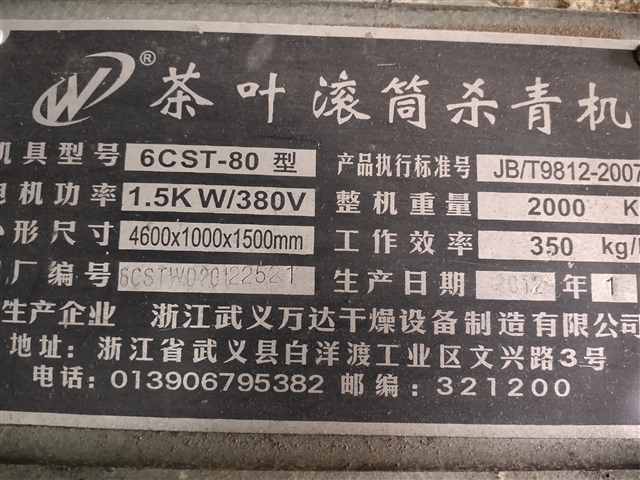 W® 茶叶滚筒杀青机
机具型号 6CST-80 型 产品执行标准号 JB/T9812-2007
电机功率 1.5KW/380V 整机重量 2000 K
外形尺寸 4600x1000x1500mm 工作效率 350 kg/
出厂编号 6CSTWD20122521 生产日期 2012 年 1
生产企业 浙江武义万达干燥设备制造有限公司
地址: 浙江省武义县白洋渡工业区文兴路3号
电话: 013906795382 邮编: 321200